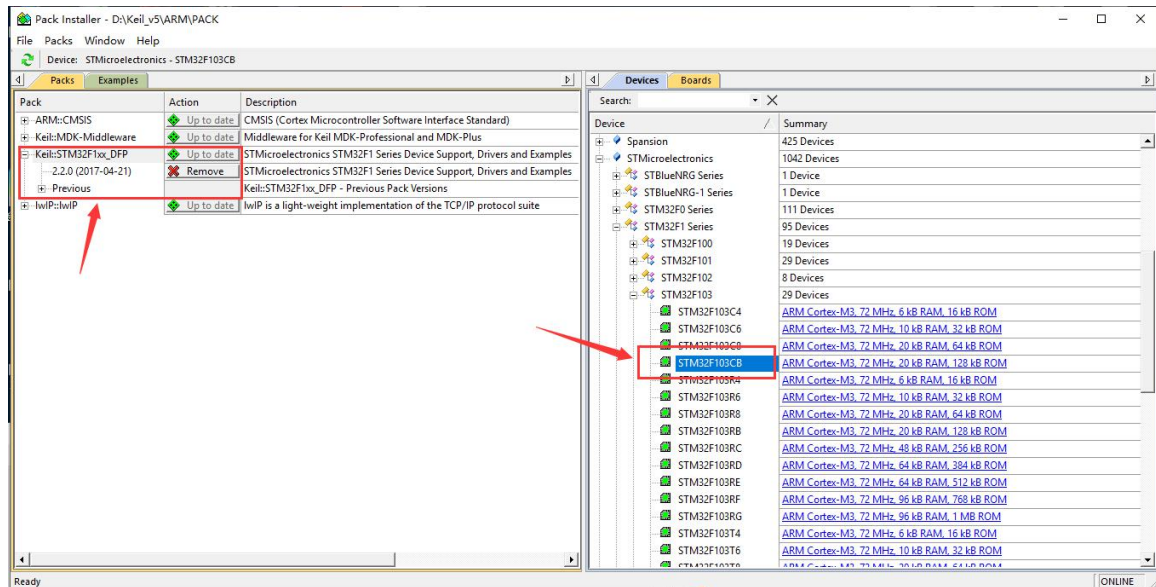 Pack Installer - D:\Keil_v5\ARM\PACK
File Packs Window Help
Device: STMicroelectronics - STM32F103CB
Packs Examples
Pack Action Description
ARM::CMSIS Up to date CMSIS (Cortex Microcontroller Software Interface Standard)
Keil::MDK-Middleware Up to date Middleware for Keil MDK-Professional and MDK-Plus
Keil::STM32F1xx_DFP Up to date STMicroelectronics STM32F1 Series Device Support, Drivers and Examples
2.2.0 (2017-04-21) Remove STMicroelectronics STM32F1 Series Device Support, Drivers and Examples
Previous Keil::STM32F1xx_DFP - Previous Pack Versions
lwIP::lwIP Up to date lwIP is a light-weight implementation of the TCP/IP protocol suite
Devices Boards
Search:
Device Summary
Spansion 425 Devices
STMicroelectronics 1042 Devices
STBlueNRG Series 1 Device
STBlueNRG-1 Series 1 Device
STM32F0 Series 111 Devices
STM32F1 Series 95 Devices
STM32F100 19 Devices
STM32F101 29 Devices
STM32F102 8 Devices
STM32F103 29 Devices
STM32F103C4 ARM Cortex-M3, 72 MHz, 6 kB RAM, 16 kB ROM
STM32F103C6 ARM Cortex-M3, 72 MHz, 10 kB RAM, 32 kB ROM
STM32F103C8 ARM Cortex-M3, 72 MHz, 20 kB RAM, 64 kB ROM
STM32F103CB ARM Cortex-M3, 72 MHz, 20 kB RAM, 128 kB ROM
STM32F103R4 ARM Cortex-M3, 72 MHz, 6 kB RAM, 16 kB ROM
STM32F103R6 ARM Cortex-M3, 72 MHz, 10 kB RAM, 32 kB ROM
STM32F103R8 ARM Cortex-M3, 72 MHz, 20 kB RAM, 64 kB ROM
STM32F103RB ARM Cortex-M3, 72 MHz, 20 kB RAM, 128 kB ROM
STM32F103RC ARM Cortex-M3, 72 MHz, 48 kB RAM, 256 kB ROM
STM32F103RD ARM Cortex-M3, 72 MHz, 64 kB RAM, 384 kB ROM
STM32F103RE ARM Cortex-M3, 72 MHz, 64 kB RAM, 512 kB ROM
STM32F103RF ARM Cortex-M3, 72 MHz, 96 kB RAM, 768 kB ROM
STM32F103RG ARM Cortex-M3, 72 MHz, 96 kB RAM, 1 MB ROM
STM32F103T4 ARM Cortex-M3, 72 MHz, 6 kB RAM, 16 kB ROM
STM32F103T6 ARM Cortex-M3, 72 MHz, 10 kB RAM, 32 kB ROM
STM32F103T8 ARM Cortex-M3, 72 MHz, 20 kB RAM, 64 kB ROM
Ready ONLINE